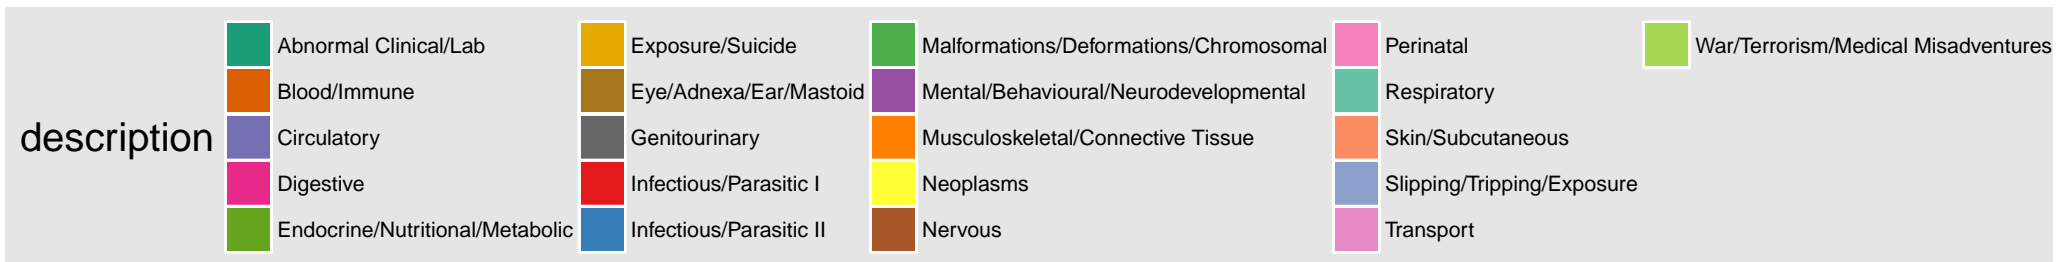 description
Abnormal Clinical/Lab
Blood/Immune
Circulatory
Digestive
Endocrine/Nutritional/Metabolic
Exposure/Suicide
Eye/Adnexa/Ear/Mastoid
Genitourinary
Infectious/Parasitic I
Infectious/Parasitic II
Malformations/Deformations/Chromosomal
Mental/Behavioural/Neurodevelopmental
Musculoskeletal/Connective Tissue
Neoplasms
Nervous
Perinatal
Respiratory
Skin/Subcutaneous
Slipping/Tripping/Exposure
Transport
War/Terrorism/Medical Misadventures